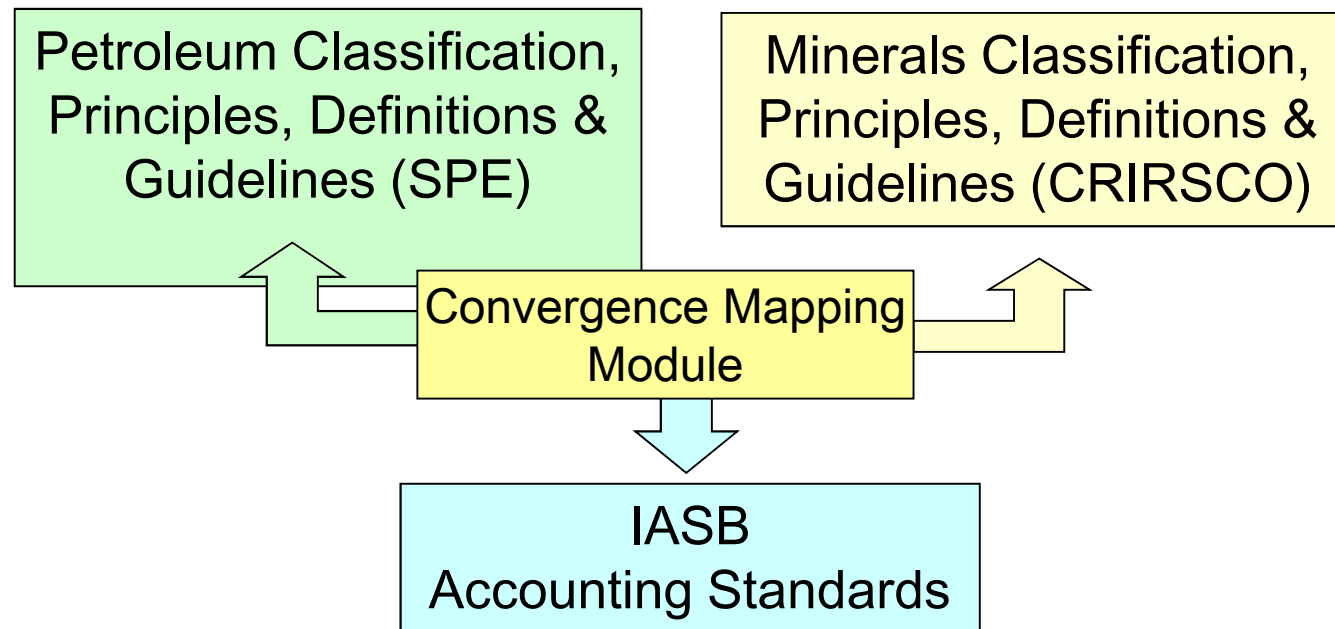 Petroleum Classification,
Principles, Definitions &
Guidelines (SPE)
Minerals Classification,
Principles, Definitions &
Guidelines (CRIRSCO)
Convergence Mapping
Module
IASB
Accounting Standards